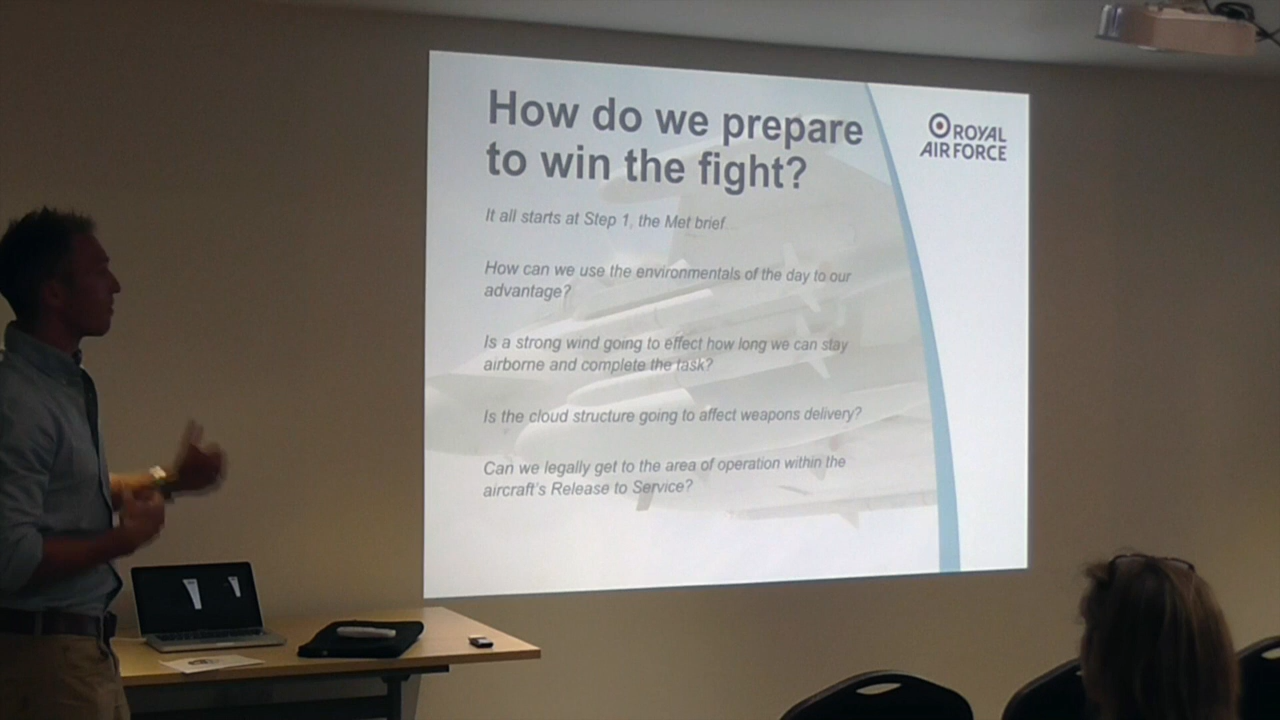 How do we prepare
to win the fight?
ROYAL
AIR FORCE
It all starts at Step 1, the Met brief
How can we use the environmentals of the day to our
advantage?
Is a strong wind going to effect how long we can stay
airborne and complete the task?
Is the cloud structure going to affect weapons delivery?
Can we legally get to the area of operation within the
aircraft's Release to Service?